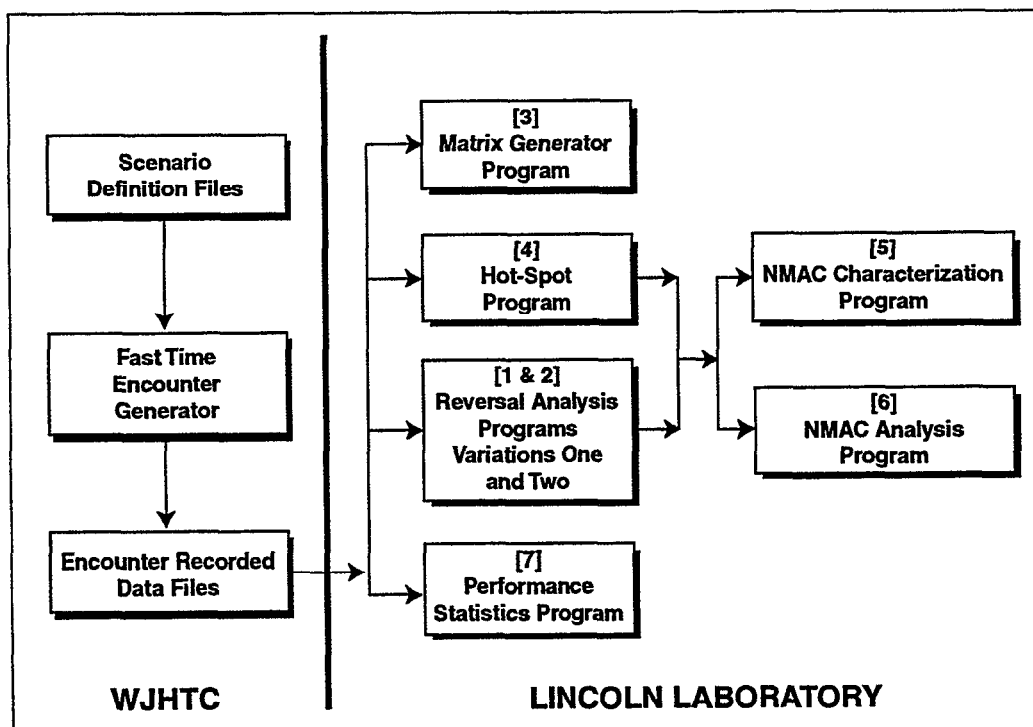 Scenario
Definition Files
Fast Time
Encounter
Generator
Encounter Recorded
Data Files
WJHTC
[3]
Matrix Generator
Program
[4]
Hot-Spot
Program
[1 & 2]
Reversal Analysis
Programs
Variations One
and Two
[7]
Performance
Statistics Program
[5]
NMAC Characterization
Program
[6]
NMAC Analysis
Program
LINCOLN LABORATORY